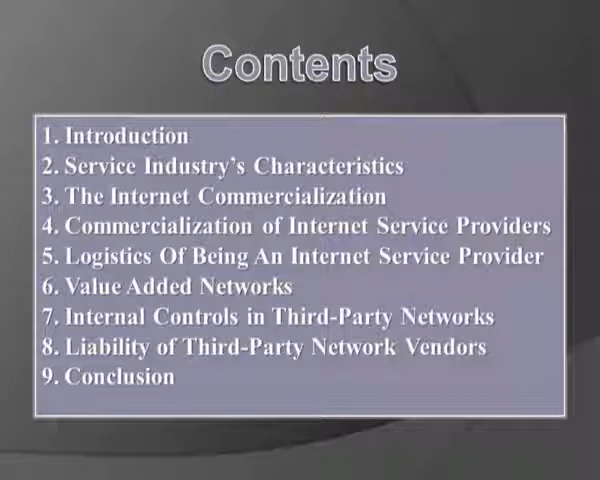 Contents
1. Introduction
2. Service Industry's Characteristics
3. The Internet Commercialization
4. Commercialization of Internet Service Providers
5. Logistics Of Being An Internet Service Provider
6. Value Added Networks
7. Internal Controls in Third-Party Networks
8. Liability of Third-Party Network Vendors
9. Conclusion